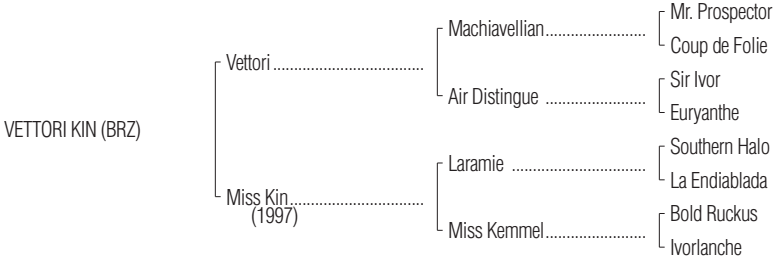 Mr. Prospector
Machiavellian........................
Coup de Folie
Vettori ...................................
Sir Ivor
Air Distingue ........................
Euryanthe
VETTORI KIN (BRZ)
Southern Halo
Laramie ................................
La Endiablada
Miss Kin................................
(1997)
Bold Ruckus
Miss Kemmel........................
Ivorlanche